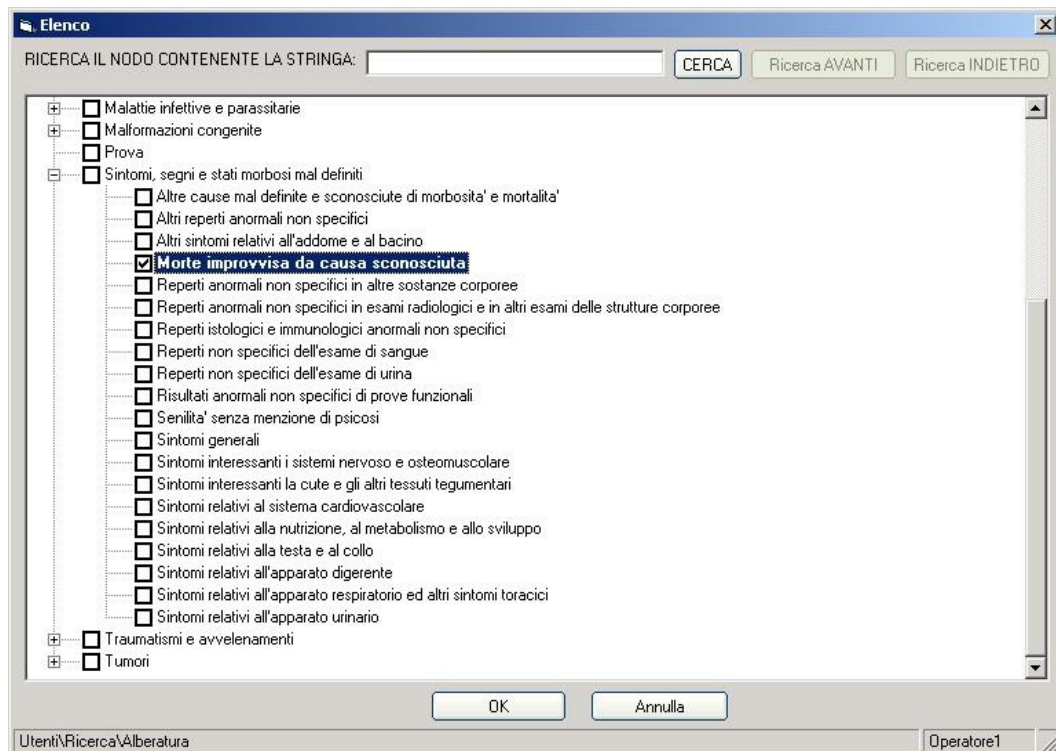 Elenco
RICERCA IL NODO CONTENENTE LA STRINGA: CERCA Ricerca AVANTI Ricerca INDIETRO
Malattie infettive e parassitarie
Malformazioni congenite
Prova
Sintomi, segni e stati morbosi mal definiti
Altre cause mal definite e sconosciute di morbosita' e mortalita'
Altri reperti anormali non specifici
Altri sintomi relativi all'addome e al bacino
Morte improvvisa da causa sconosciuta
Reperti anormali non specifici in altre sostanze corporee
Reperti anormali non specifici in esami radiologici e in altri esami delle strutture corporee
Reperti istologici e immunologici anormali non specifici
Reperti non specifici dell'esame di sangue
Reperti non specifici dell'esame di urina
Risultati anormali non specifici di prove funzionali
Senilita' senza menzione di psicosi
Sintomi generali
Sintomi interessanti i sistemi nervoso e osteomuscolare
Sintomi interessanti la cute e gli altri tessuti tegumentari
Sintomi relativi al sistema cardiovascolare
Sintomi relativi alla nutrizione, al metabolismo e allo sviluppo
Sintomi relativi alla testa e al collo
Sintomi relativi all'apparato digerente
Sintomi relativi all'apparato respiratorio ed altri sintomi toracici
Sintomi relativi all'apparato urinario
Traumatismi e avvelenamenti
Tumori
OK Annulla
Utenti\Ricerca\Alberatura Operatore1